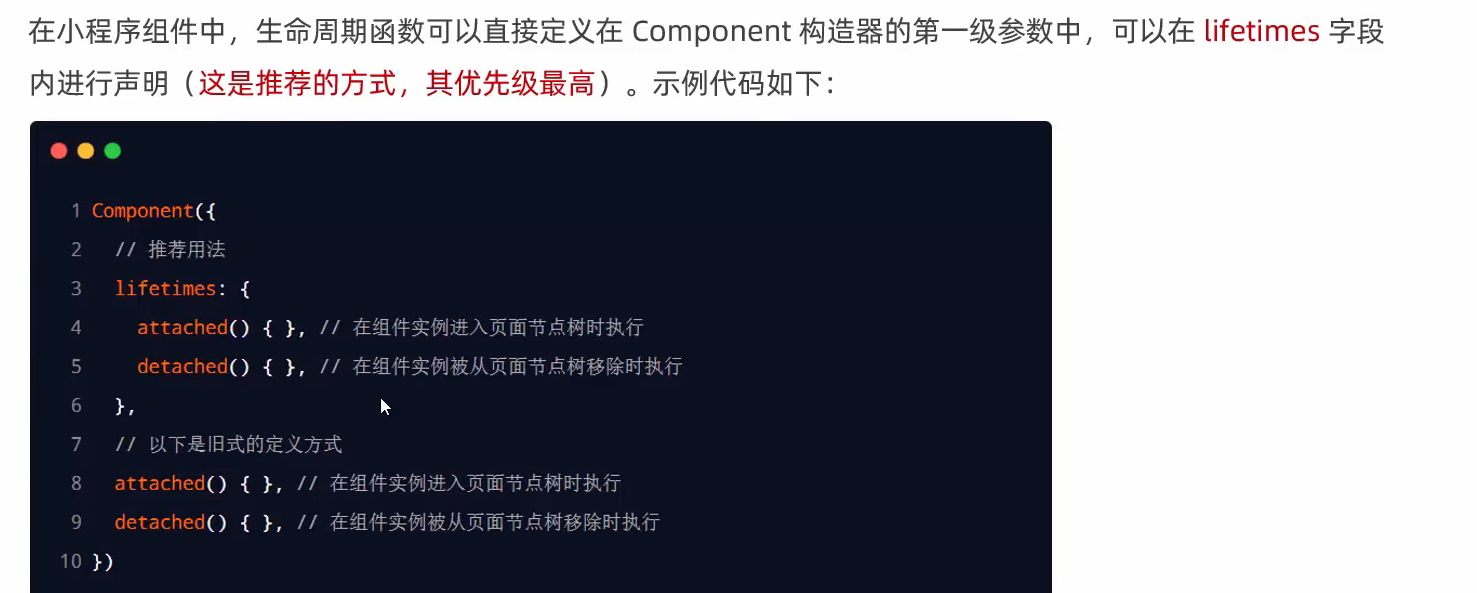 在小程序组件中，生命周期函数可以直接定义在 Component 构造器的第一级参数中，可以在 lifetimes 字段
内进行声明（这是推荐的方式，其优先级最高）。示例代码如下：
1 Component({
2   // 推荐用法
3   lifetimes: {
4     attached() { }, // 在组件实例进入页面节点树时执行
5     detached() { }, // 在组件实例被从页面节点树移除时执行
6   },
7   // 以下是旧式的定义方式
8   attached() { }, // 在组件实例进入页面节点树时执行
9   detached() { }, // 在组件实例被从页面节点树移除时执行
10 })